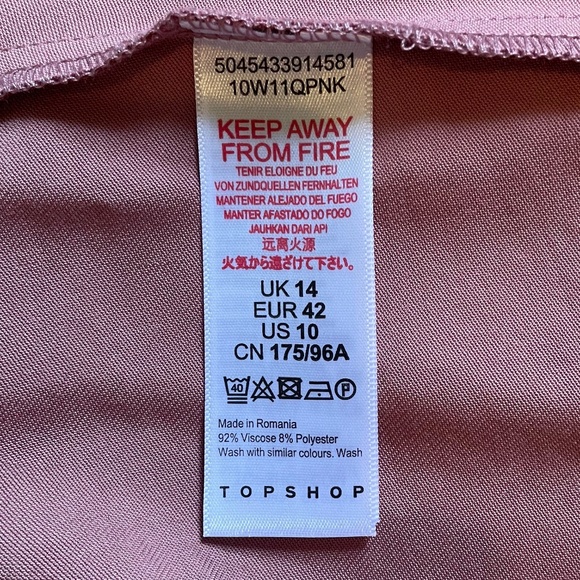 5045433914581
10W11QPNK
KEEP AWAY
FROM FIRE
TENIR ELOIGNE DU FEU
VON ZUNDQUELLEN FERNHALTEN
MANTENER ALEJADO DEL FUEGO
MANTER AFASTADO DO FOGO
JAUHKAN DARI API
远离火源
火気から遠ざけて下さい。
UK 14
EUR 42
US 10
CN 175/96A
40 P
Made in Romania
92% Viscose 8% Polyester
Wash with similar colours. Wash
TOPSHOP